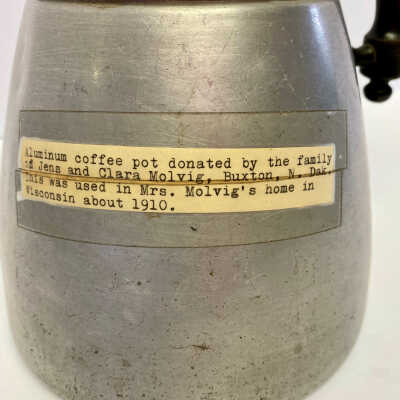 Aluminum coffee pot donated by the family
of Jens and Clara Molvig, Buxton, N. Dak.
This was used in Mrs. Molvig's home in
Wisconsin about 1910.